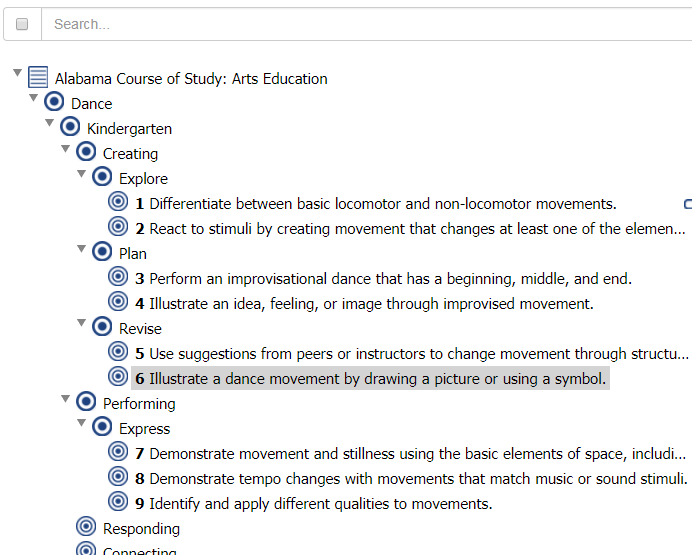 Search...
Alabama Course of Study: Arts Education
Dance
Kindergarten
Creating
Explore
1 Differentiate between basic locomotor and non-locomotor movements.
2 React to stimuli by creating movement that changes at least one of the elemen...
Plan
3 Perform an improvisational dance that has a beginning, middle, and end.
4 Illustrate an idea, feeling, or image through improvised movement.
Revise
5 Use suggestions from peers or instructors to change movement through structu...
6 Illustrate a dance movement by drawing a picture or using a symbol.
Performing
Express
7 Demonstrate movement and stillness using the basic elements of space, includi...
8 Demonstrate tempo changes with movements that match music or sound stimuli.
9 Identify and apply different qualities to movements.
Responding
Connecting